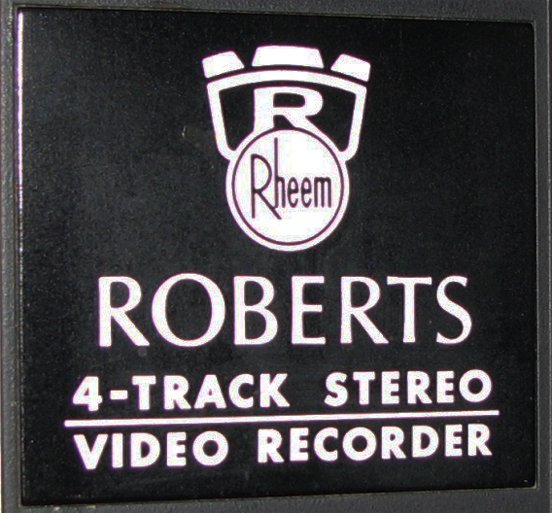 R
Rheem
ROBERTS
4-TRACK STEREO
VIDEO RECORDER